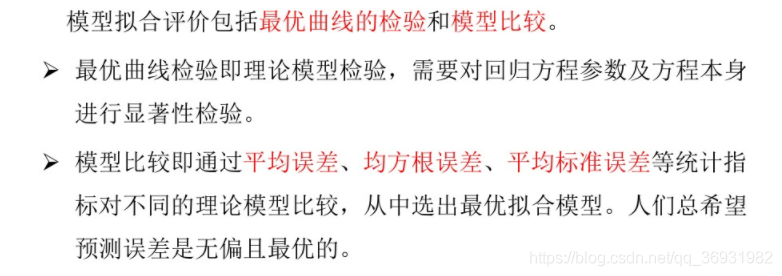 模型拟合评价包括最优曲线的检验和模型比较。
➢ 最优曲线检验即理论模型检验，需要对回归方程参数及方程本身
进行显著性检验。
➢ 模型比较即通过平均误差、均方根误差、平均标准误差等统计指
标对不同的理论模型比较，从中选出最优拟合模型。人们总希望
预测误差是无偏且最优的。
https://blog.csdn.net/qq_36931982